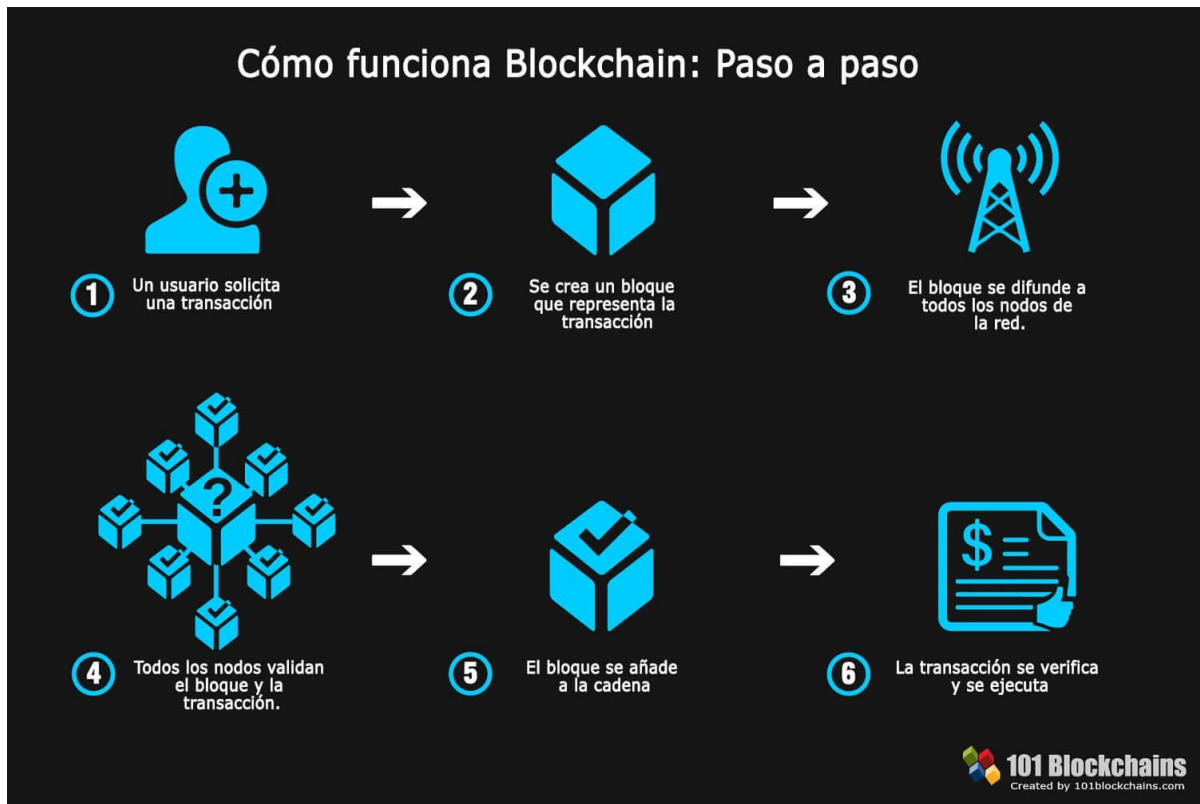 Cómo funciona Blockchain: Paso a paso
1
Un usuario solicita
una transacción
2
Se crea un bloque
que representa la
transacción
3
El bloque se difunde a
todos los nodos de
la red.
4
Todos los nodos validan
el bloque y la
transacción.
5
El bloque se añade
a la cadena
6
La transacción se verifica
y se ejecuta
101 Blockchains
Created by 101blockchains.com